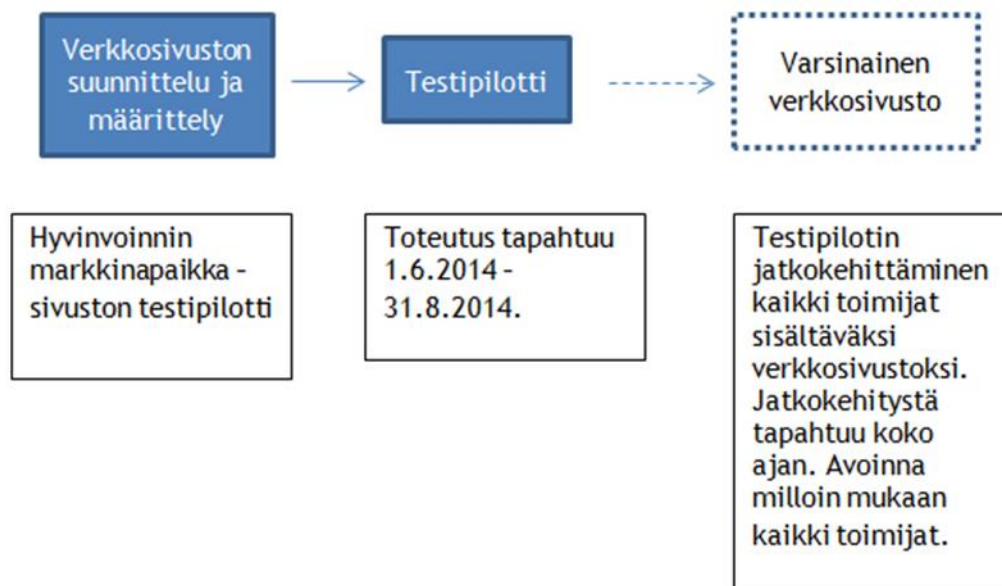 Verkkosivuston
suunnittelu ja
määrittely
Testipilotti
Varsinainen
verkkosivusto
Hyvinvoinnin
markkinapaikka –
sivuston testipilotti
Toteutus tapahtuu
1.6.2014 –
31.8.2014.
Testipilotin
jatkokehittäminen
kaikki toimijat
sisältäväksi
verkkosivustoksi.
Jatkokehitystä
tapahtuu koko
ajan. Avoinna
milloin mukaan
kaikki toimijat.